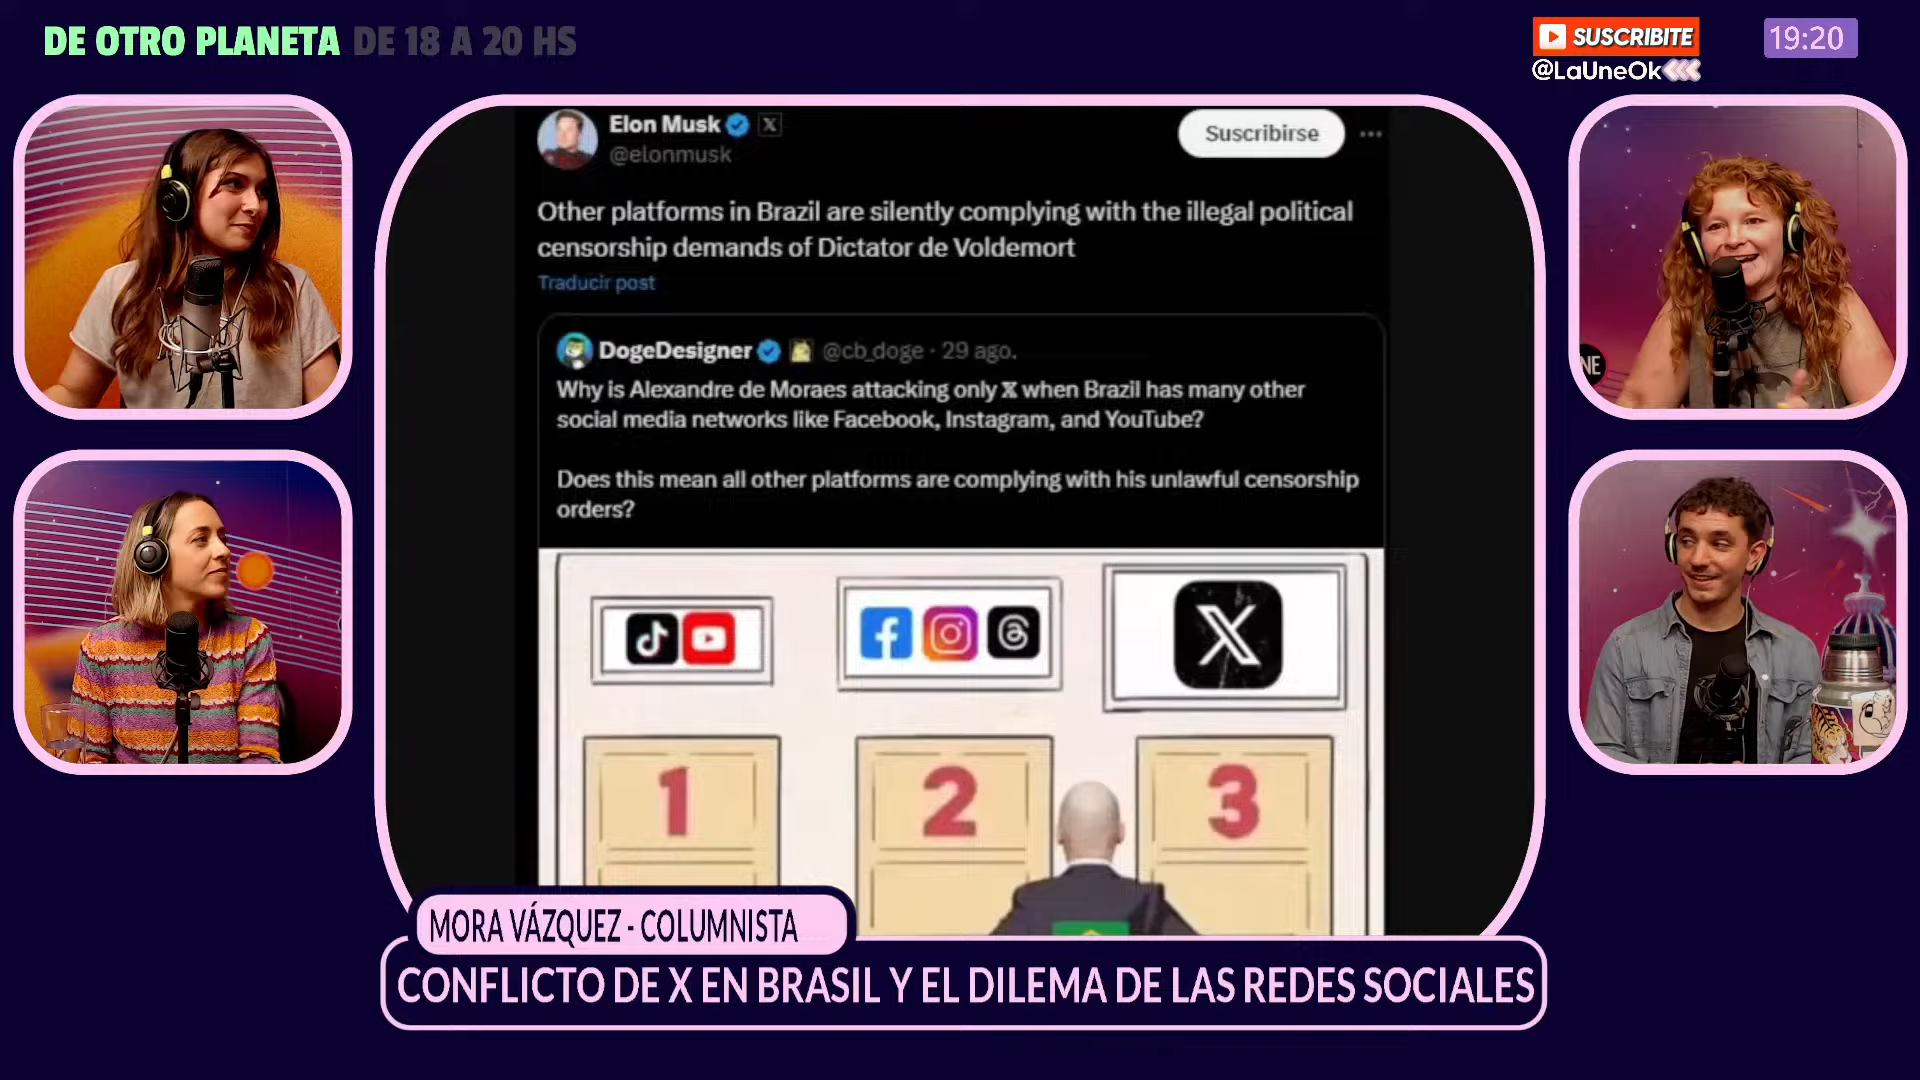 DE OTRO PLANETA DE 18 A 20 HS
SUSCRIBITE
@LaUneOk
19:20
Elon Musk
@elonmusk
Suscribirse
Other platforms in Brazil are silently complying with the illegal political
censorship demands of Dictator de Voldemort
Traducir post
DogeDesigner @cb_doge · 29 ago.
Why is Alexandre de Moraes attacking only X when Brazil has many other
social media networks like Facebook, Instagram, and YouTube?
Does this mean all other platforms are complying with his unlawful censorship
orders?
1
2
3
NE
MORA VÁZQUEZ - COLUMNISTA
CONFLICTO DE X EN BRASIL Y EL DILEMA DE LAS REDES SOCIALES